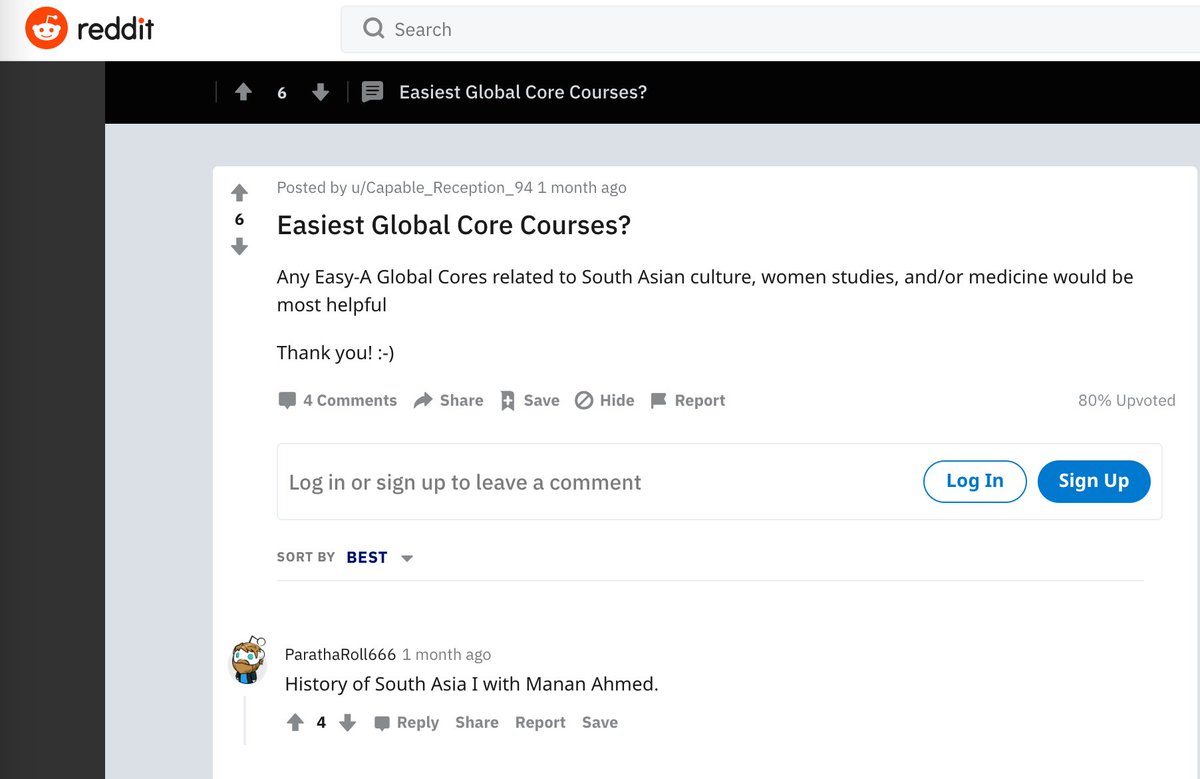 reddit
Search
6
Easiest Global Core Courses?
Posted by u/Capable_Reception_94 1 month ago
6
Easiest Global Core Courses?
Any Easy-A Global Cores related to South Asian culture, women studies, and/or medicine would be
most helpful
Thank you! :-)
4 Comments Share Save Hide Report 80% Upvoted
Log in or sign up to leave a comment Log In Sign Up
SORT BY BEST
ParathaRoll666 1 month ago
History of South Asia I with Manan Ahmed.
4 Reply Share Report Save